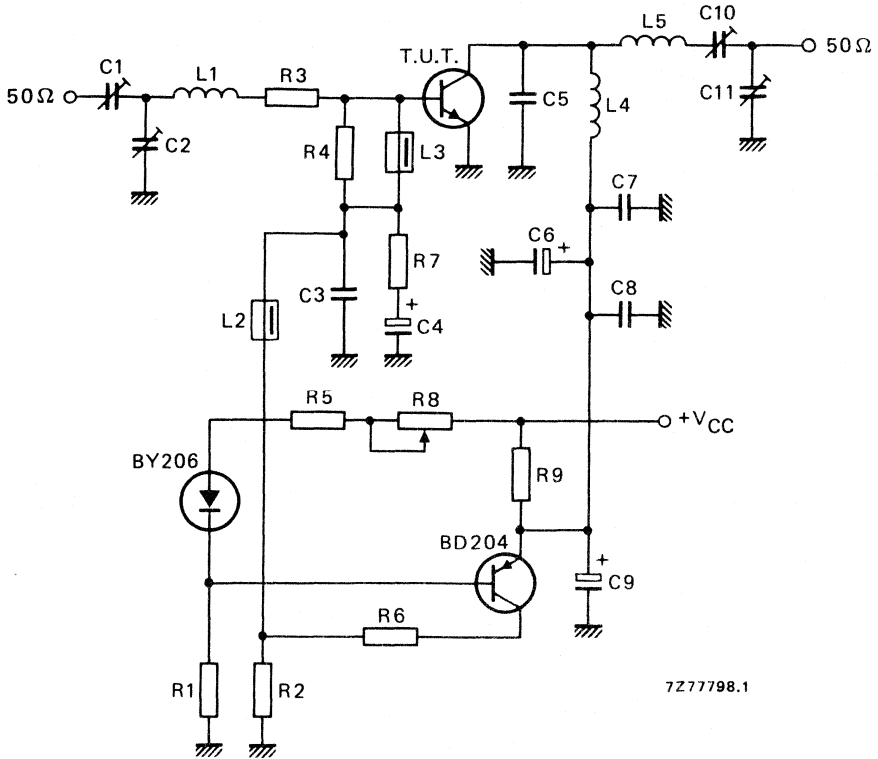 C10
L5
50Ω
T.U.T.
C1
L1
R3
50Ω
C5
L4
C11
C2
R4
L3
C7
C6
+
R7
C3
+
C4
L2
C8
R5
R8
+VCC
BY206
R9
BD204
+
C9
R6
R1
R2
7Z77798.1